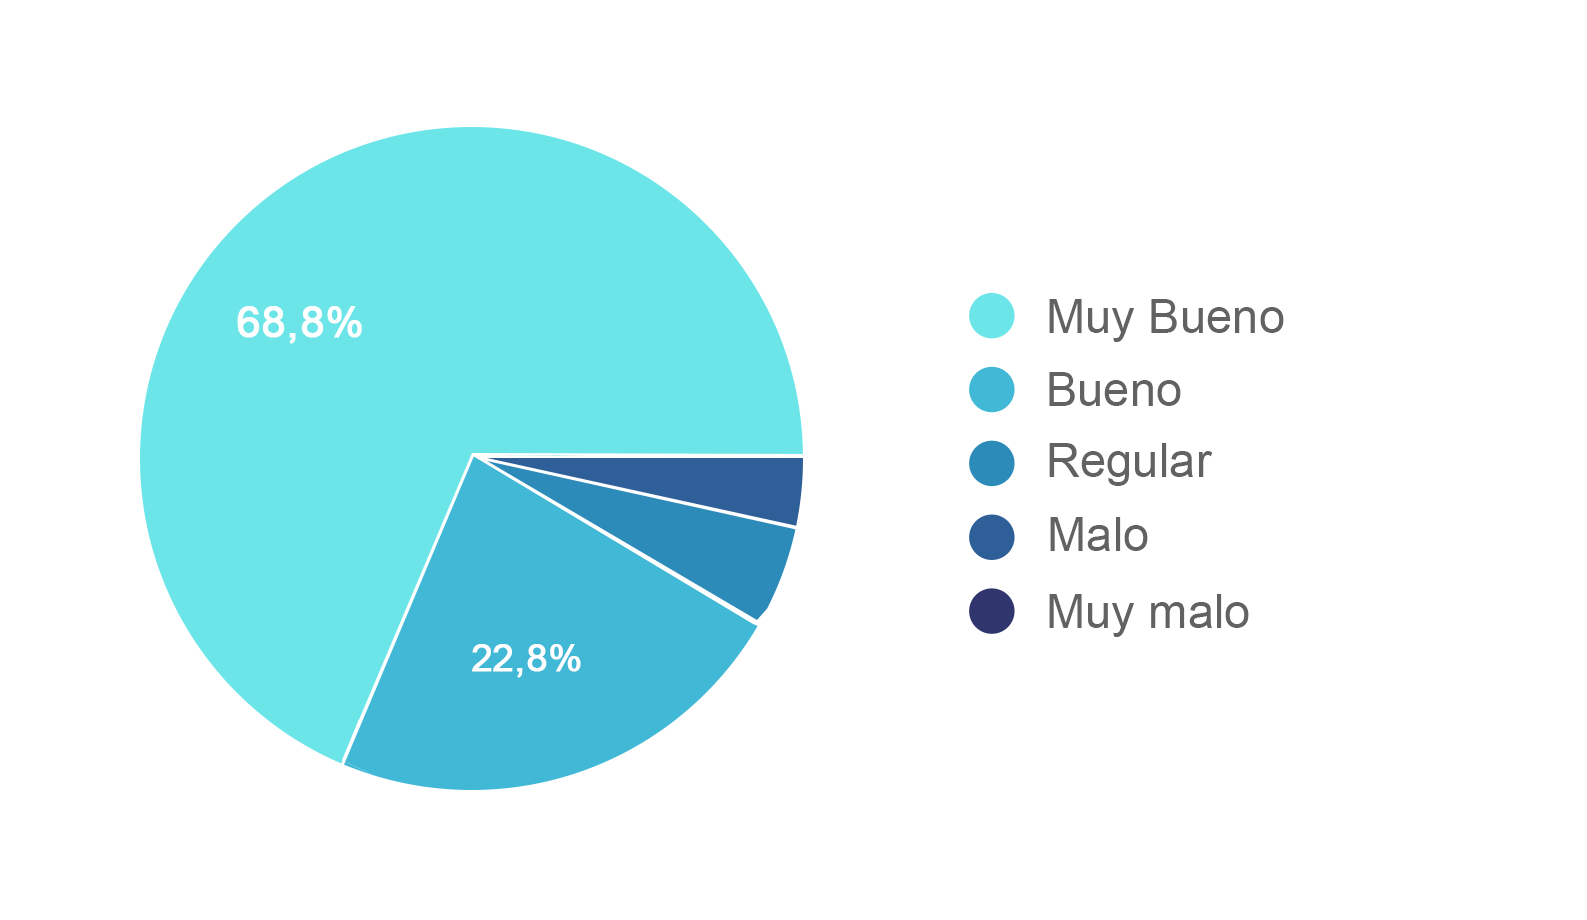 68,8%
22,8%
Muy Bueno
Bueno
Regular
Malo
Muy malo